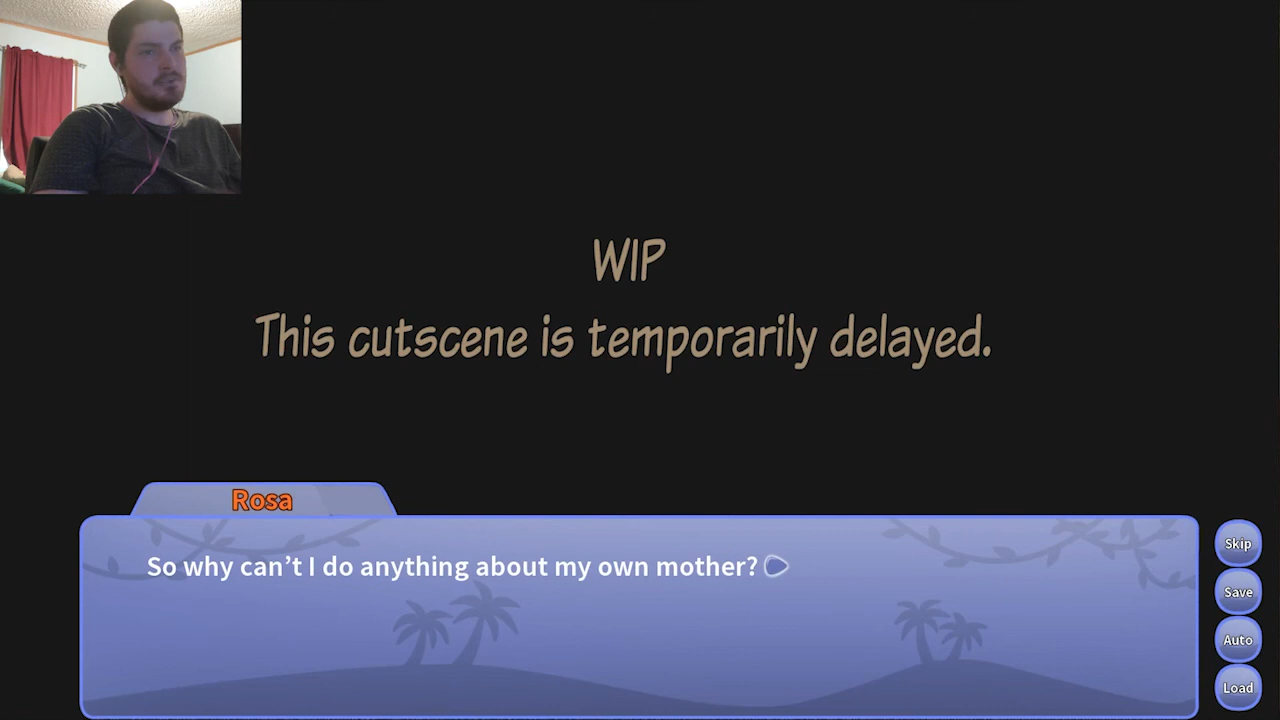 WIP
This cutscene is temporarily delayed.
Rosa
So why can’t I do anything about my own mother?
Skip
Save
Auto
Load